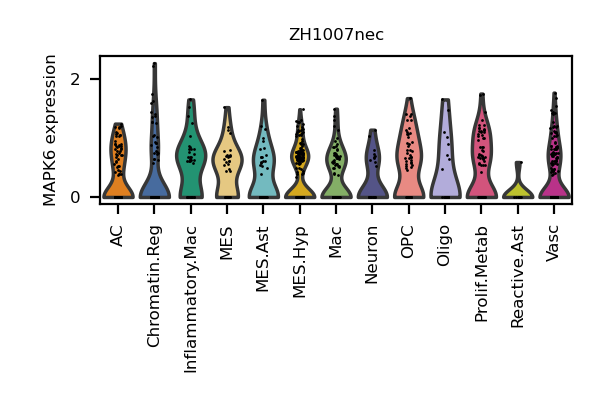 ZH1007nec
MAPK6 expression
2
0
AC
Chromatin.Reg
Inflammatory.Mac
MES
MES.Ast
MES.Hyp
Mac
Neuron
OPC
Oligo
Prolif.Metab
Reactive.Ast
Vasc